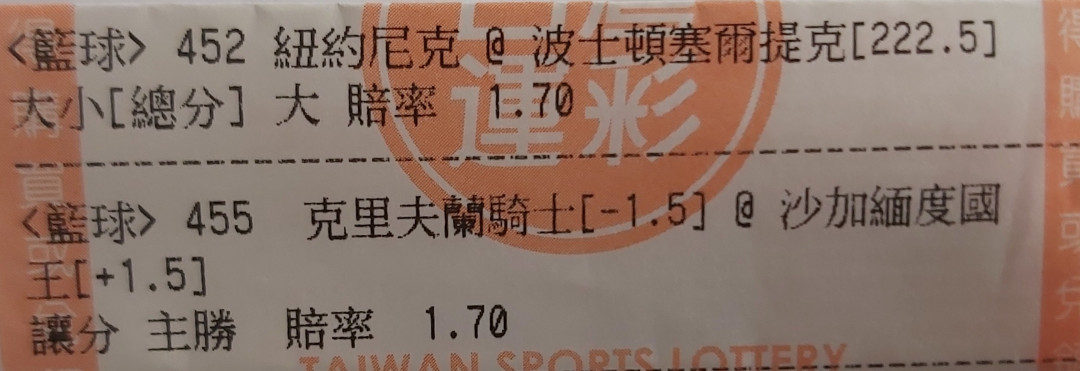 <籃球> 452 紐約尼克 @ 波士頓塞爾提克[222.5]
大小[總分] 大 賠率 1.70
<籃球> 455 克里夫蘭騎士[-1.5] @ 沙加緬度國
王[+1.5]
讓分 主勝 賠率 1.70
運彩
TAIWAN SPORTS LOTTERY